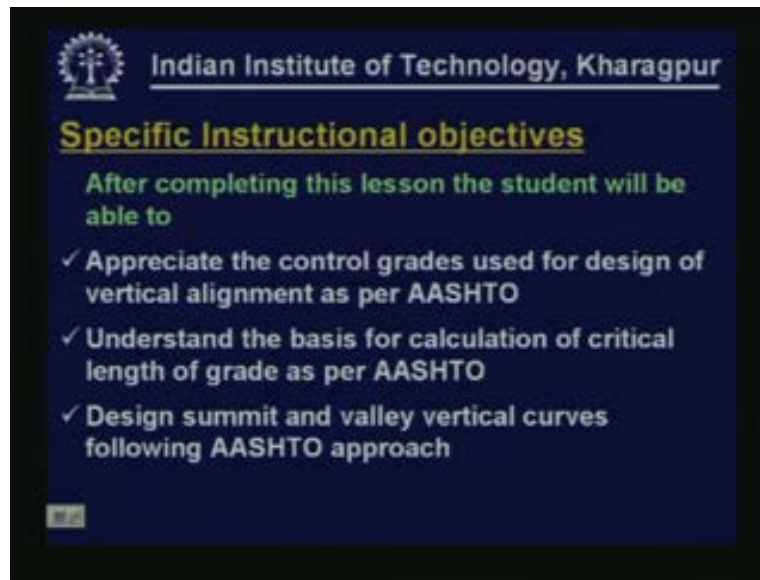 Indian Institute of Technology, Kharagpur
Specific Instructional objectives
After completing this lesson the student will be
able to
✓ Appreciate the control grades used for design of
vertical alignment as per AASHTO
✓ Understand the basis for calculation of critical
length of grade as per AASHTO
✓ Design summit and valley vertical curves
following AASHTO approach